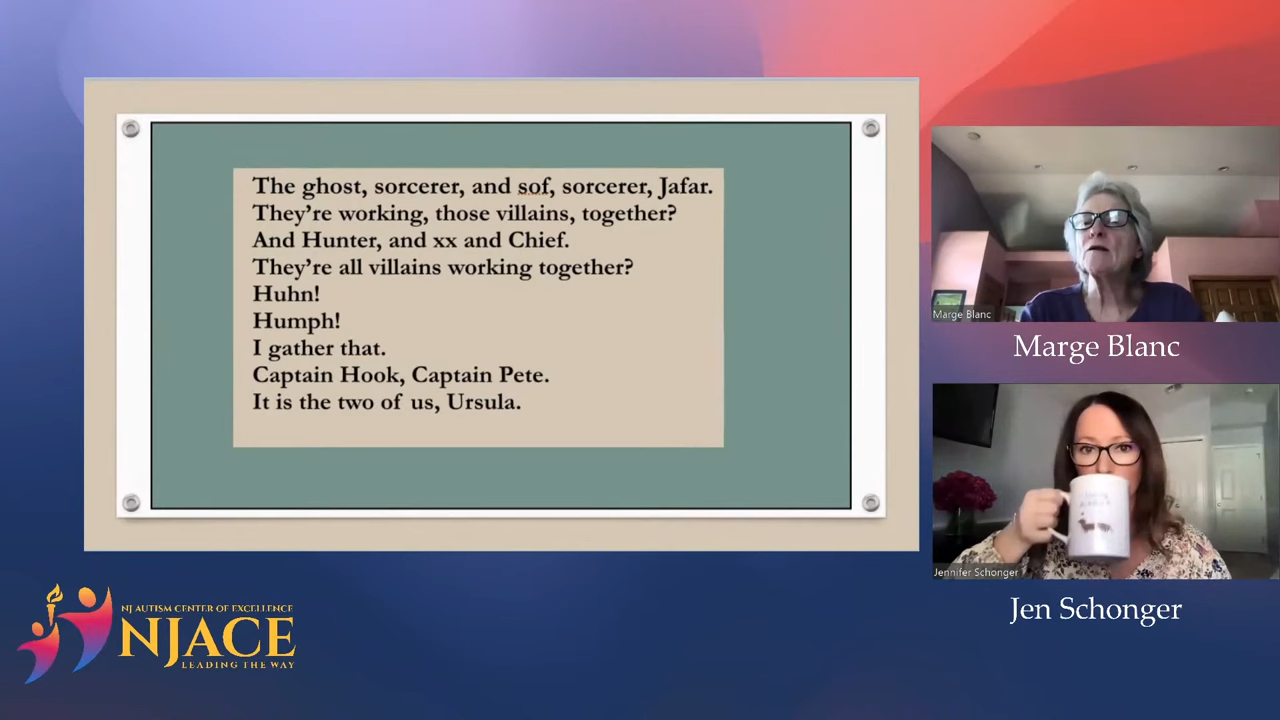 The ghost, sorcerer, and sof, sorcerer, Jafar.
They’re working, those villains, together?
And Hunter, and xx and Chief.
They’re all villains working together?
Huhn!
Humph!
I gather that.
Captain Hook, Captain Pete.
It is the two of us, Ursula.
Marge Blanc
Marge Blanc
Jennifer Schonger
Jen Schonger
NJ AUTISM CENTER OF EXCELLENCE
NJACE
LEADING THE WAY